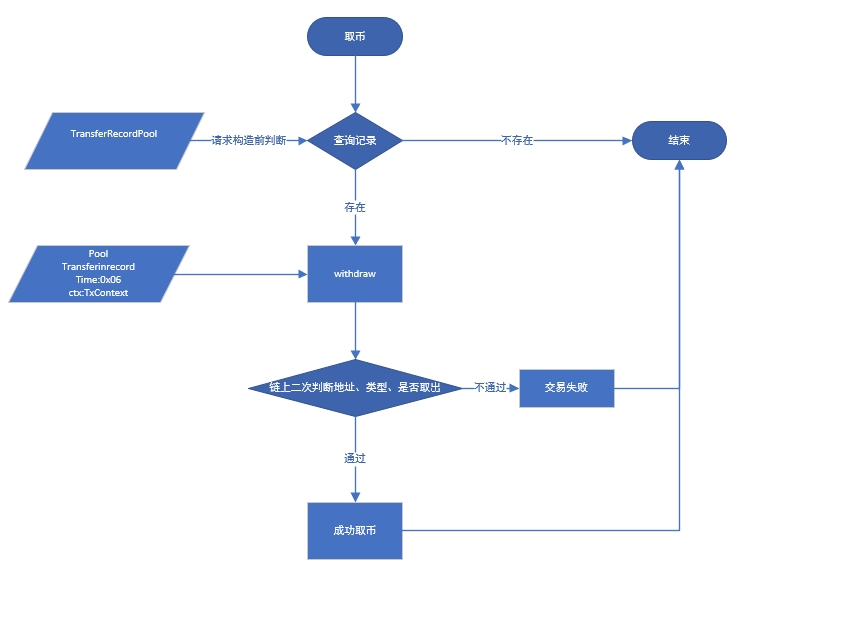 取币
TransferRecordPool
请求构造前判断
查询记录
不存在
结束
存在
Pool
Transferinrecord
Time:0x06
ctx:TxContext
withdraw
链上二次判断地址、类型、是否取出
不通过
交易失败
通过
成功取币